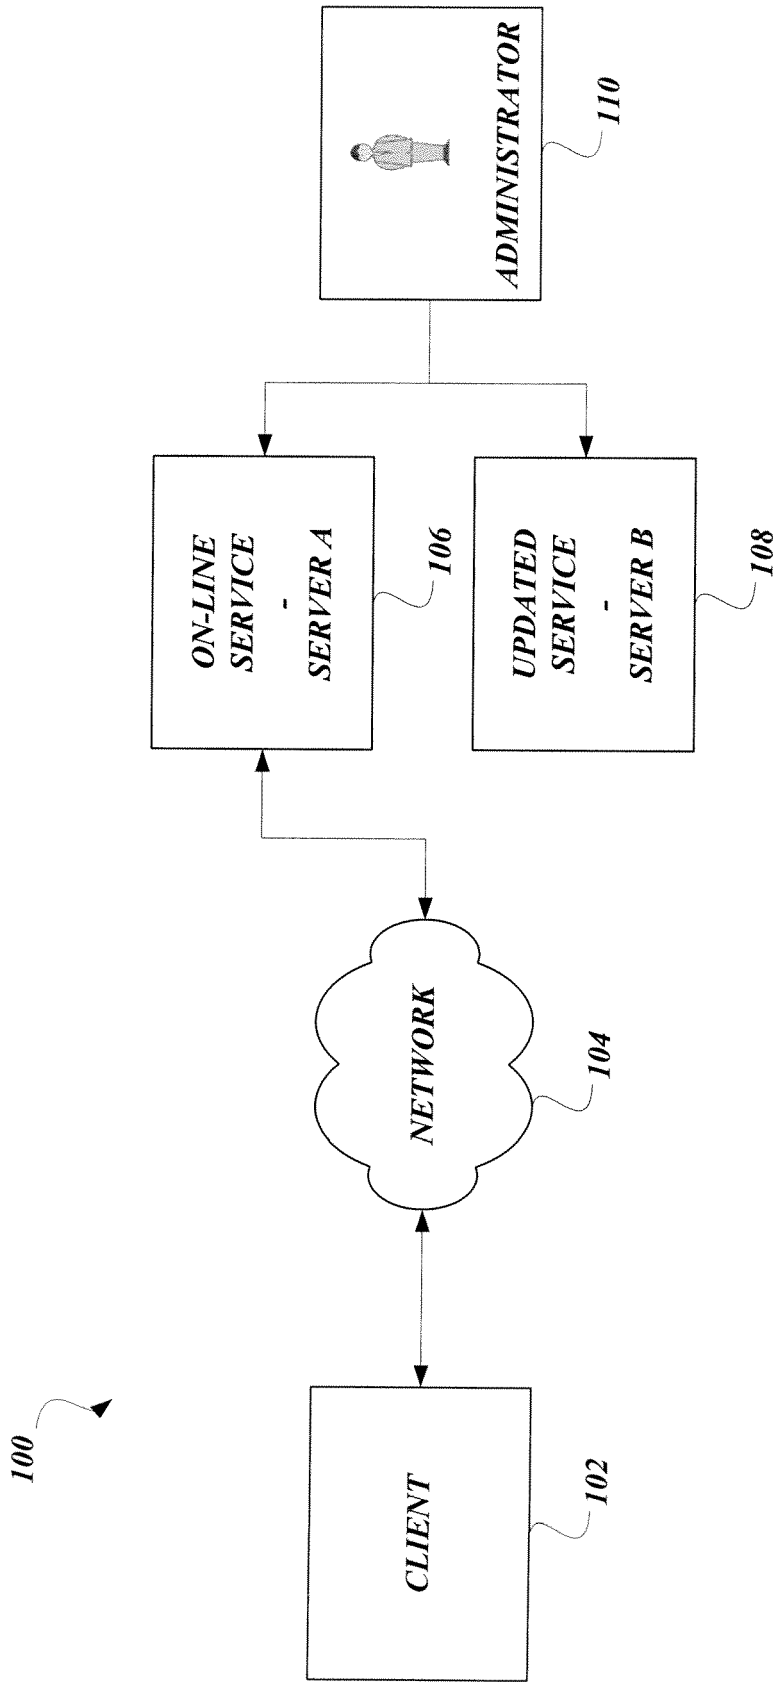 100
CLIENT
102
NETWORK
104
ON-LINE
SERVICE
-
SERVER A
106
UPDATED
SERVICE
-
SERVER B
108
ADMINISTRATOR
110